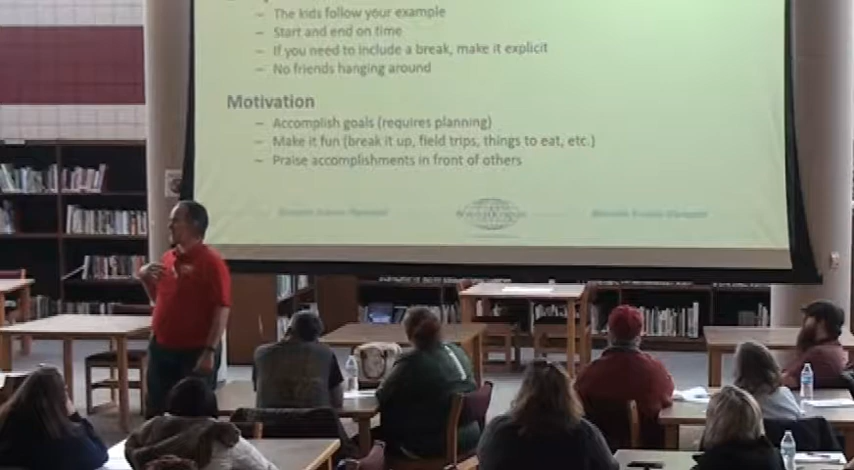 – The kids follow your example
– Start and end on time
– If you need to include a break, make it explicit
– No friends hanging around
Motivation
– Accomplish goals (requires planning)
– Make it fun (break it up, field trips, things to eat, etc.)
– Praise accomplishments in front of others